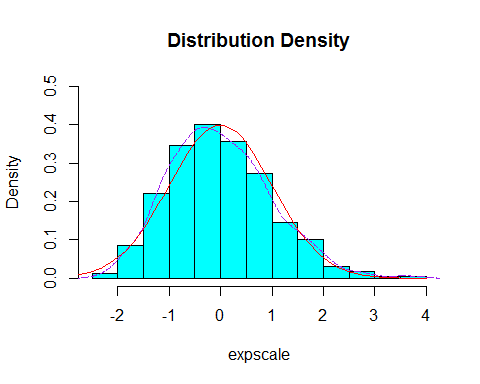 Distribution Density
Density
0.0 0.1 0.2 0.3 0.4 0.5
-2 -1 0 1 2 3 4
expscale